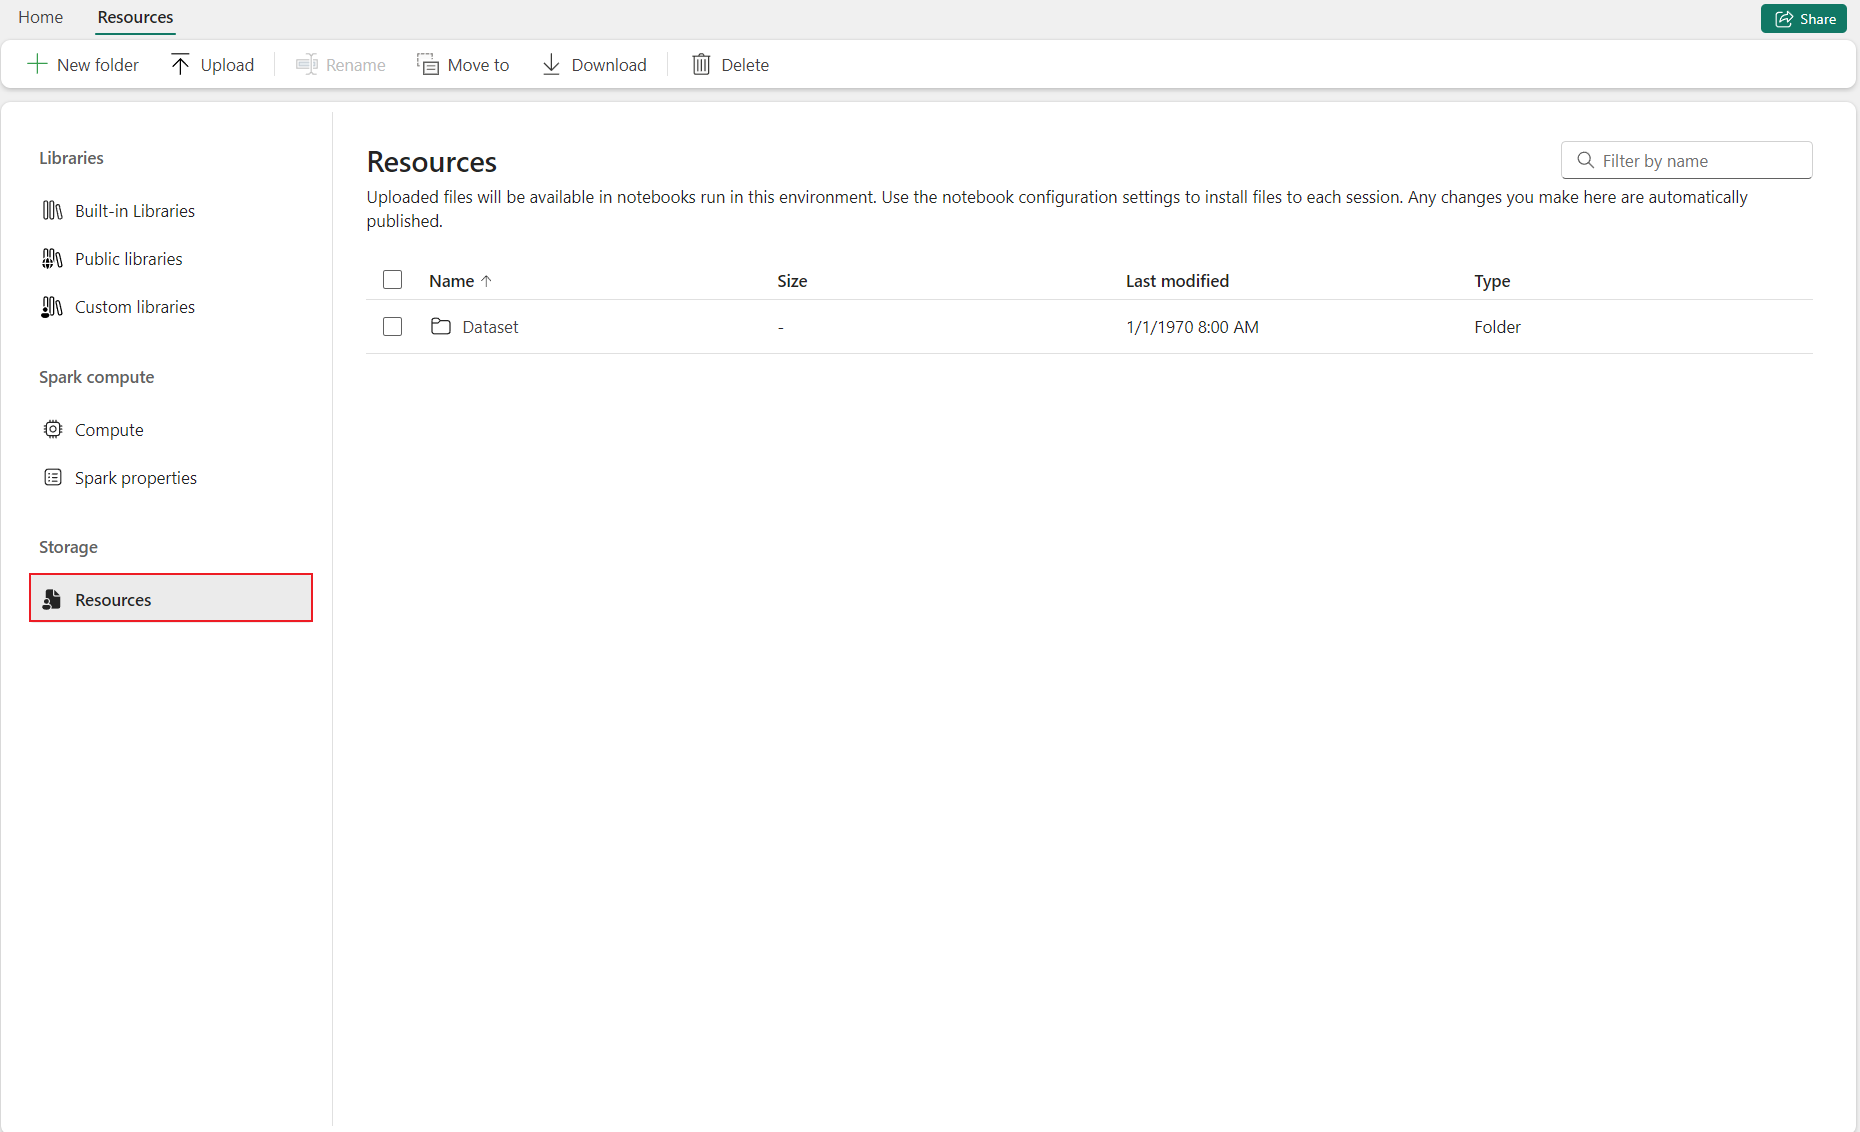 Home Resources Share
New folder Upload Rename Move to Download Delete
Libraries
Built-in Libraries
Public libraries
Custom libraries
Spark compute
Compute
Spark properties
Storage
Resources
Resources
Filter by name
Uploaded files will be available in notebooks run in this environment. Use the notebook configuration settings to install files to each session. Any changes you make here are automatically
published.
Name Size Last modified Type
Dataset - 1/1/1970 8:00 AM Folder